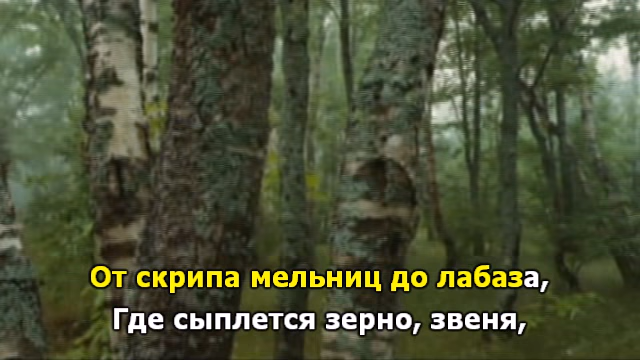 От скрипа мельниц до лабаза,
Где сыплется зерно, звеня,